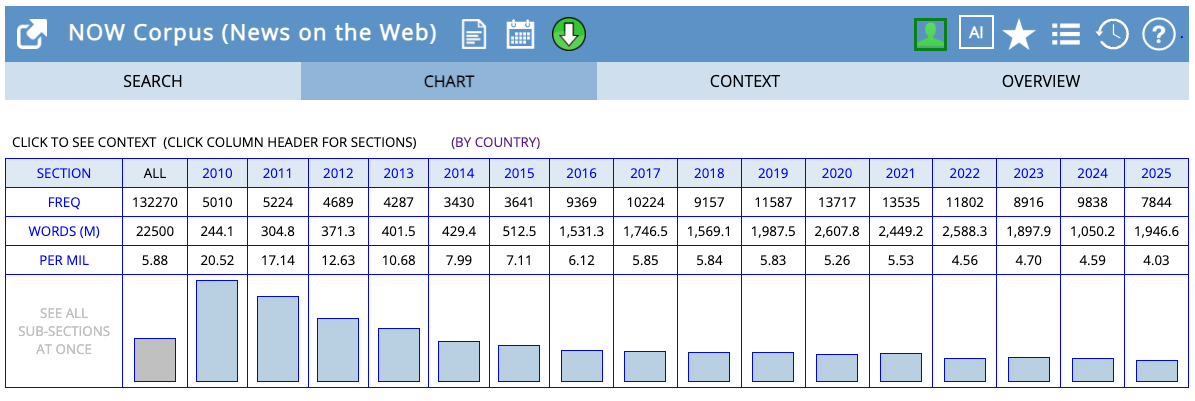 NOW Corpus (News on the Web) AI ?
SEARCH CHART CONTEXT OVERVIEW
CLICK TO SEE CONTEXT (CLICK COLUMN HEADER FOR SECTIONS) (BY COUNTRY)
SECTION ALL 2010 2011 2012 2013 2014 2015 2016 2017 2018 2019 2020 2021 2022 2023 2024 2025
FREQ 132270 5010 5224 4689 4287 3430 3641 9369 10224 9157 11587 13717 13535 11802 8916 9838 7844
WORDS (M) 22500 244.1 304.8 371.3 401.5 429.4 512.5 1,531.3 1,746.5 1,569.1 1,987.5 2,607.8 2,449.2 2,588.3 1,897.9 1,050.2 1,946.6
PER MIL 5.88 20.52 17.14 12.63 10.68 7.99 7.11 6.12 5.85 5.84 5.83 5.26 5.53 4.56 4.70 4.59 4.03
SEE ALL
SUB-SECTIONS
AT ONCE